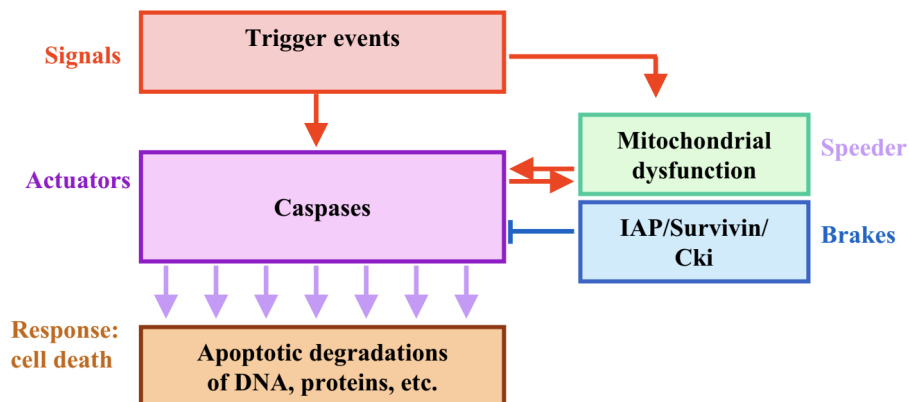 Trigger events
Signals
Mitochondrial
dysfunction
Speeder
Actuators
Caspases
IAP/Survivin/
Cki
Brakes
Response:
cell death
Apoptotic degradations
of DNA, proteins, etc.